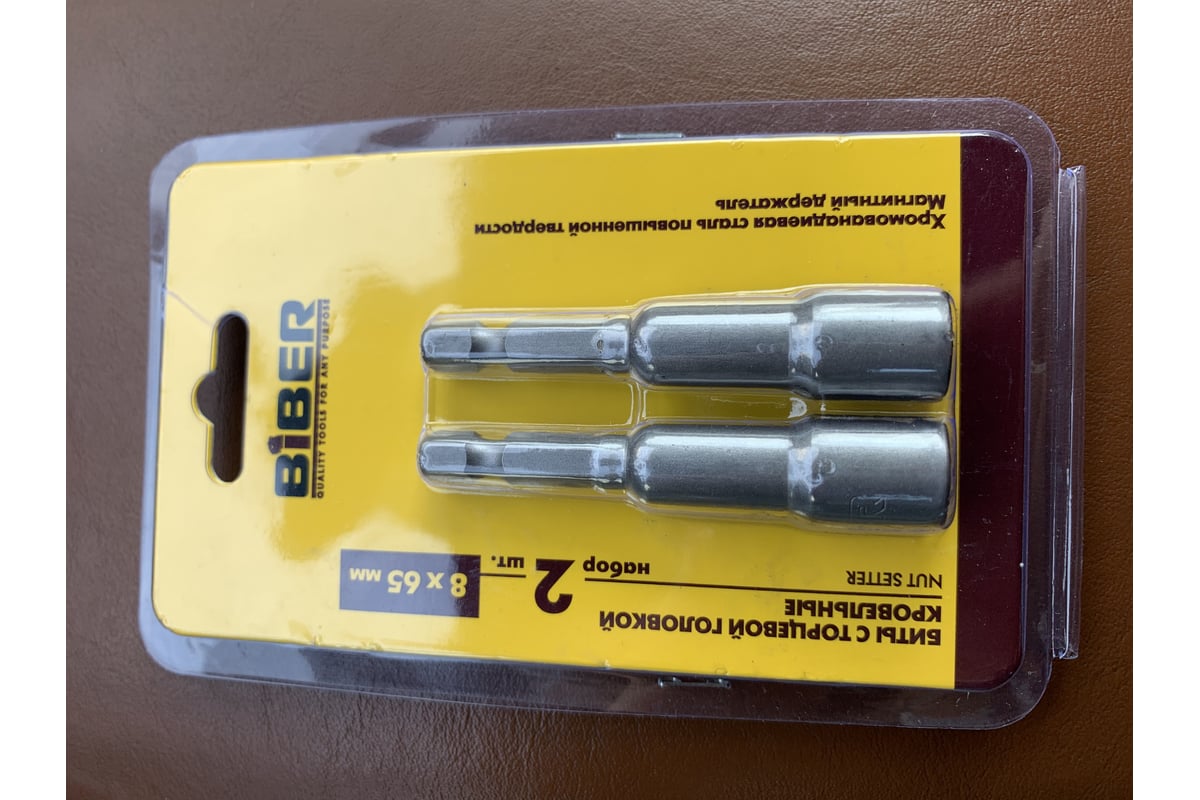 BiBER
QUALITY TOOLS FOR ANY PURPOSE
БИТЫ С ТОРЦЕВОЙ ГОЛОВКОЙ
КРОВЕЛЬНЫЕ
NUT SETTER
набор 2 шт.
8 x 65 мм
Хромованадиевая сталь повышенной твердости
Магнитный держатель